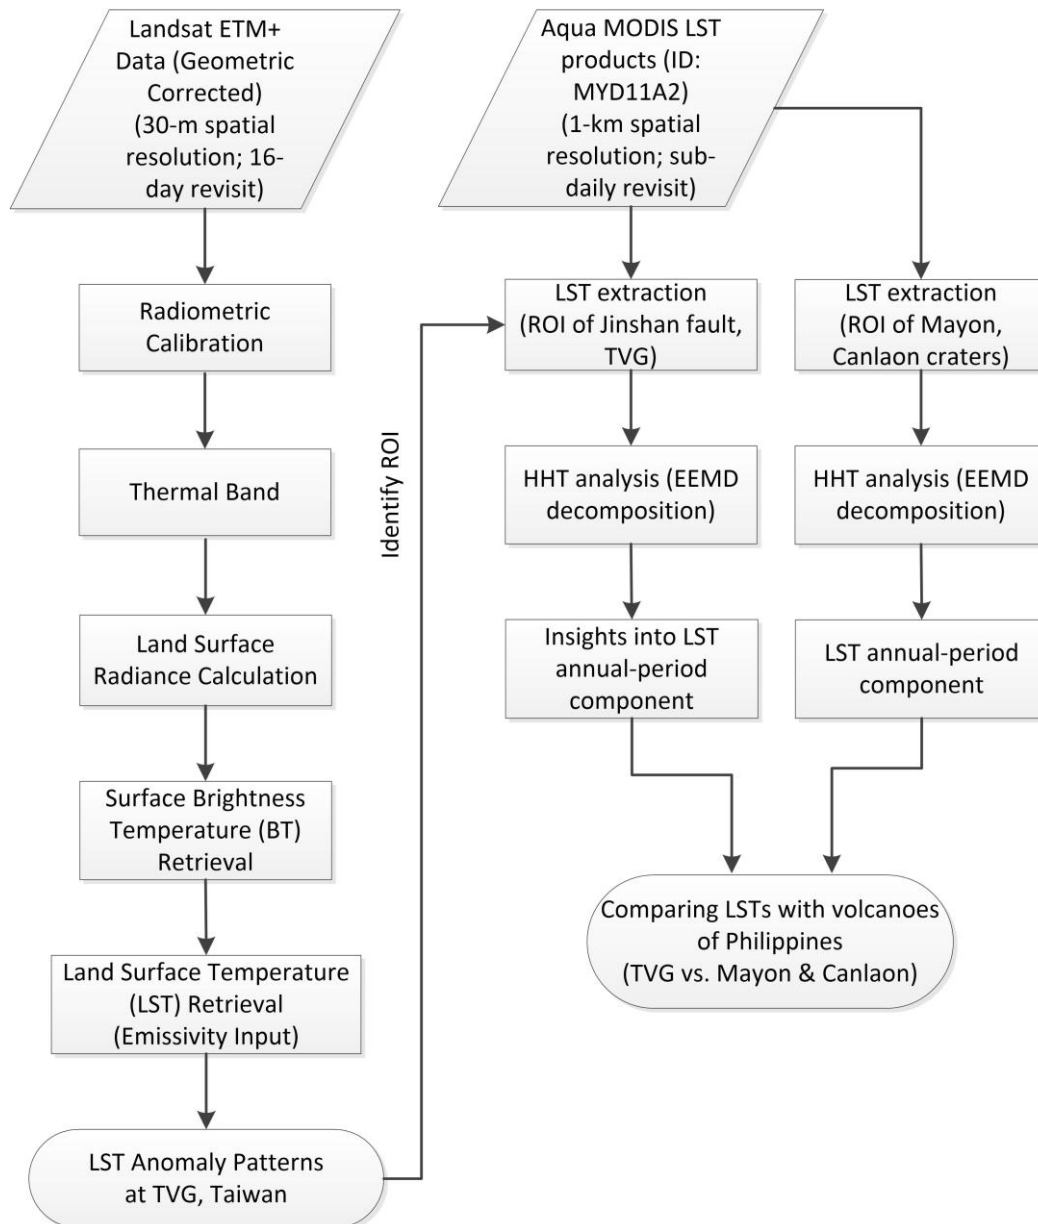 Landsat ETM+
Data (Geometric
Corrected)
(30-m spatial
resolution; 16-
day revisit)
Radiometric
Calibration
Thermal Band
Land Surface
Radiance Calculation
Surface Brightness
Temperature (BT)
Retrieval
Land Surface Temperature
(LST) Retrieval
(Emissivity Input)
LST Anomaly Patterns
at TVG, Taiwan
Identify ROI
Aqua MODIS LST
products (ID:
MYD11A2)
(1-km spatial
resolution; sub-
daily revisit)
LST extraction
(ROI of Jinshan fault,
TVG)
HHT analysis (EEMD
decomposition)
Insights into LST
annual-period
component
LST extraction
(ROI of Mayon,
Canlaon craters)
HHT analysis (EEMD
decomposition)
LST annual-period
component
Comparing LSTs with volcanoes
of Philippines
(TVG vs. Mayon & Canlaon)